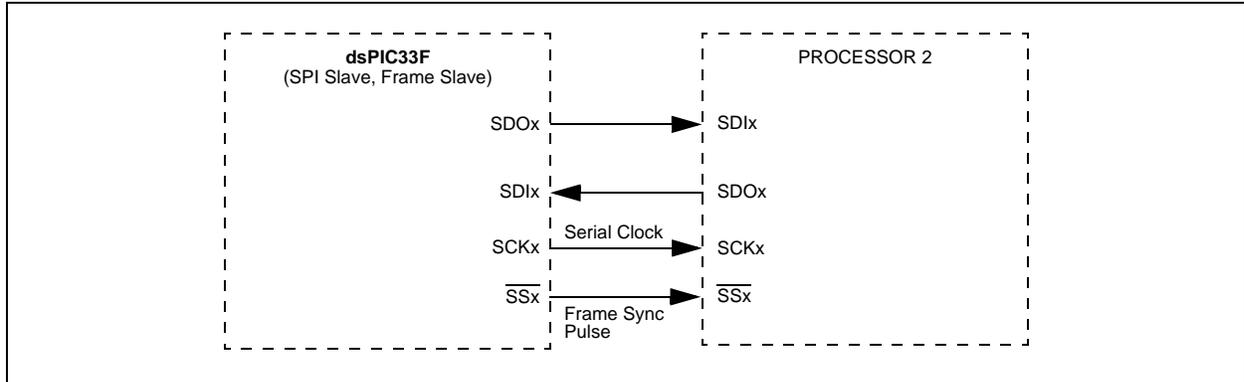 dsPIC33F
(SPI Slave, Frame Slave)
PROCESSOR 2
SDOx
SDIx
SDIx
SDOx
Serial Clock
SCKx
SCKx
SSx
SSx
Frame Sync
Pulse